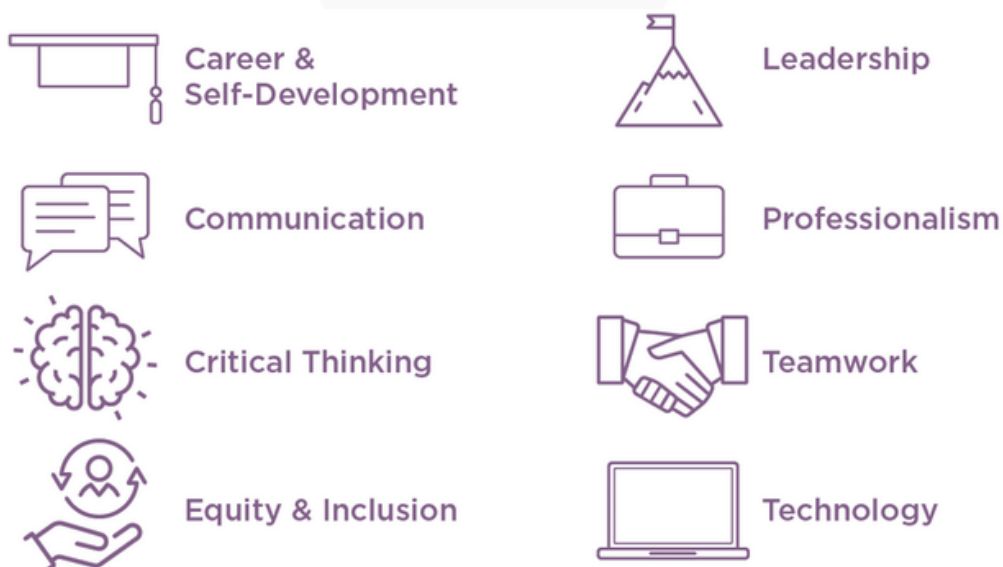 Career &
Self-Development
Communication
Critical Thinking
Equity & Inclusion
Leadership
Professionalism
Teamwork
Technology